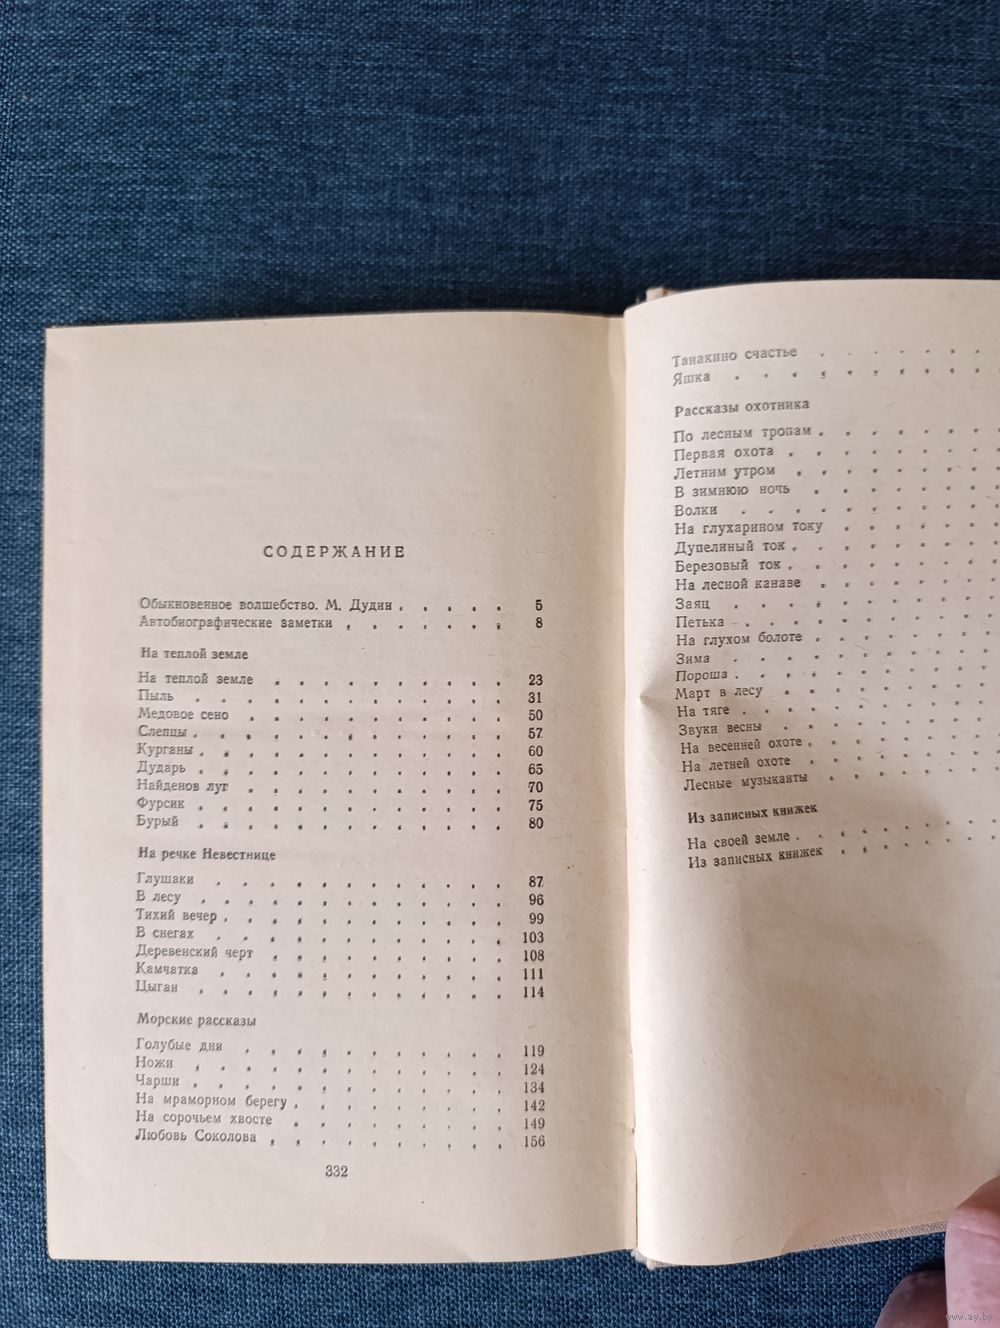 СОДЕРЖАНИЕ
Обыкновенное волшебство. М. Дудин . . . . . 5
Автобиографические заметки . . . . . . . 8
На теплой земле
На теплой земле . . . . . . . . . . 23
Пыль . . . . . . . . . . . . . 31
Медовое сено . . . . . . . . . . . 50
Слепцы . . . . . . . . . . . . . 57
Курганы . . . . . . . . . . . . . 60
Дударь . . . . . . . . . . . . . 65
Найденов луг . . . . . . . . . . . 70
Фурсик . . . . . . . . . . . . . 75
Бурый . . . . . . . . . . . . . 80
На речке Невестнице
Глушаки . . . . . . . . . . . . 87
В лесу . . . . . . . . . . . . . 96
Тихий вечер . . . . . . . . . . . . 99
В снегах . . . . . . . . . . . . 103
Деревенский черт . . . . . . . . . . 108
Камчатка . . . . . . . . . . . . 111
Цыган . . . . . . . . . . . . . 114
Морские рассказы
Голубые дни . . . . . . . . . . . 119
Ножи . . . . . . . . . . . . . 124
Чарши . . . . . . . . . . . . . 134
На мраморном берегу . . . . . . . . . 142
На сорочьем хвосте . . . . . . . . . 149
Любовь Соколова . . . . . . . . . . 156
332
Танакино счастье . . . . . . .
Яшка . . . . . . . . . .
Рассказы охотника
По лесным тропам . . . . . . .
Первая охота . . . . . . . .
Летним утром . . . . . . . .
В зимнюю ночь . . . . . . .
Волки . . . . . . . . . .
На глухарином току . . . . . .
Дупелиный ток . . . . . . . .
Березовый ток . . . . . . . .
На лесной канаве . . . . . . .
Заяц . . . . . . . . . .
Петька . . . . . . . . . .
На глухом болоте . . . . . . .
Зима . . . . . . . . . .
Пороша . . . . . . . . . .
Март в лесу . . . . . . . .
На тяге . . . . . . . . . .
Звуки весны . . . . . . . .
На весенней охоте . . . . . . .
На летней охоте . . . . . . .
Лесные музыканты . . . . . . .
Из записных книжек
На своей земле . . . . . . . .
Из записных книжек . . . . . .
www.ay.by